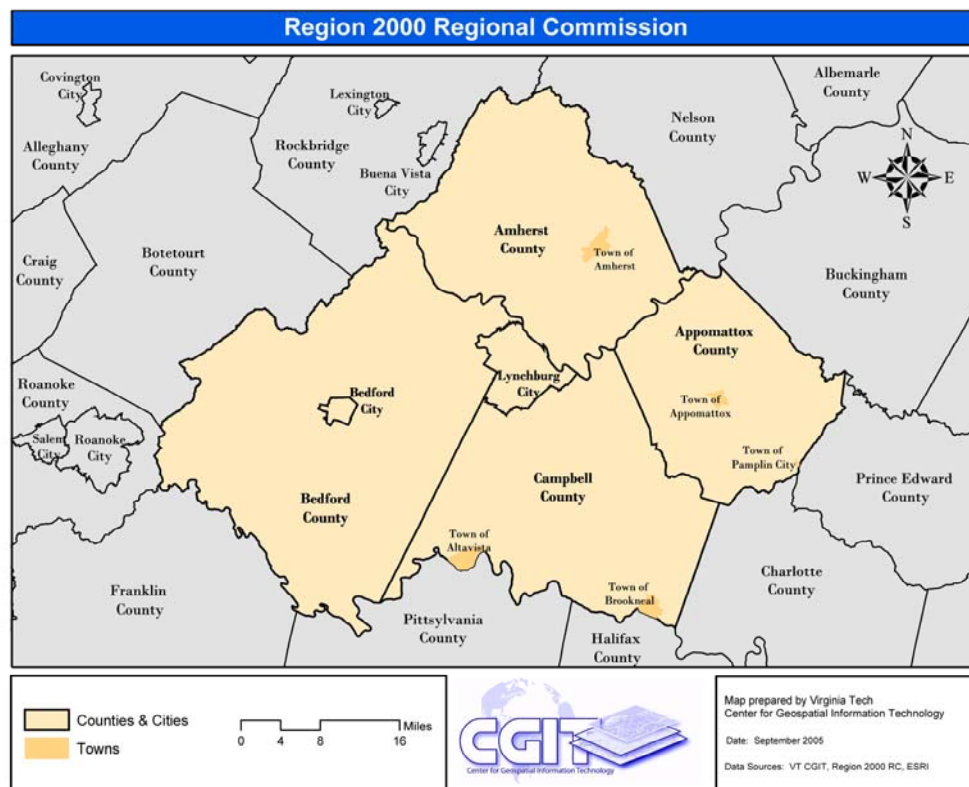 Region 2000 Regional Commission
Covington
City
Alleghany
County
Lexington
City
Rockbridge
County
Buena Vista
City
Nelson
County
Albemarle
County
N
W
E
S
Craig
County
Botetourt
County
Amherst
County
Town of
Amherst
Buckingham
County
Appomattox
County
Town of
Appomattox
Town of
Pamplin City
Lynchburg
City
Bedford
City
Roanoke
County
Salem
City
Roanoke
City
Bedford
County
Campbell
County
Prince Edward
County
Town of
Altavista
Town of
Brookneal
Charlotte
County
Franklin
County
Pittsylvania
County
Halifax
County
Counties & Cities
Towns
Miles
0 4 8 16
CGIT
Center for Geospatial Information Technology
Map prepared by Virginia Tech
Center for Geospatial Information Technology
Date: September 2005
Data Sources: VT CGIT, Region 2000 RC, ESRI